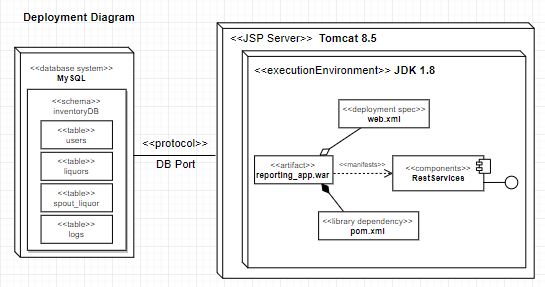 Deployment Diagram
<<database system>>
MySQL
<<schema>>
inventoryDB
<<table>>
users
<<table>>
liquors
<<table>>
spout_liquor
<<table>>
logs
<<protocol>>
DB Port
<<JSP Server>> Tomcat 8.5
<<executionEnvironment>> JDK 1.8
<<deployment spec>>
web.xml
<<artifact>>
reporting_app.war
<<manifests>>
<<components>>
RestServices
<<library dependency>>
pom.xml